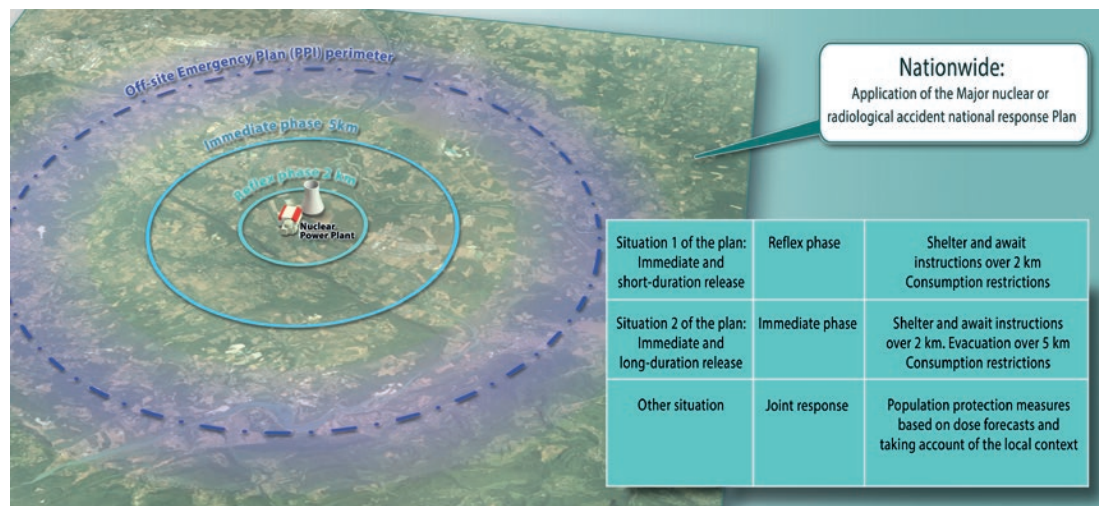 Off-site Emergency Plan (PPI) perimeter
Immediate phase 5km
Reflex phase 2 km
Nuclear
Power Plant
Nationwide:
Application of the Major nuclear or
radiological accident national response Plan
Situation 1 of the plan:
Immediate and
short-duration release
Reflex phase
Shelter and await
instructions over 2 km
Consumption restrictions
Situation 2 of the plan:
Immediate and
long-duration release
Immediate phase
Shelter and await instructions
over 2 km. Evacuation over 5 km
Consumption restrictions
Other situation
Joint response
Population protection measures
based on dose forecasts and
taking account of the local context